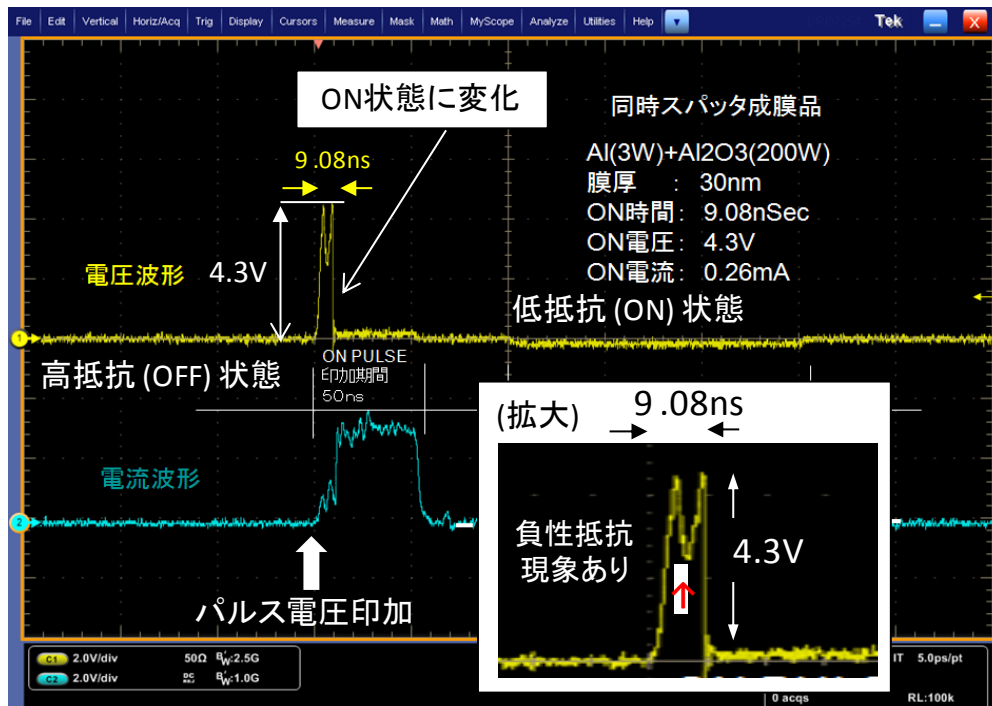 File Edit Vertical Horiz/Acq Trig Display Cursors Measure Mask Math MyScope Analyze Utilities Help Tek
ON状態に変化
同時スパッタ成膜品
9.08ns
Al(3W)+Al2O3(200W)
膜厚 : 30nm
ON時間: 9.08nSec
ON電圧: 4.3V
ON電流: 0.26mA
電圧波形 4.3V
低抵抗 (ON) 状態
1
高抵抗 (OFF) 状態
ON PULSE
印加期間
50ns
(拡大) 9.08ns
電流波形
2
負性抵抗
現象あり
4.3V
パルス電圧印加
C1 2.0V/div 50Ω BW:2.5G
C2 2.0V/div DC BW:1.0G
IT 5.0ps/pt
0 acqs RL:100k